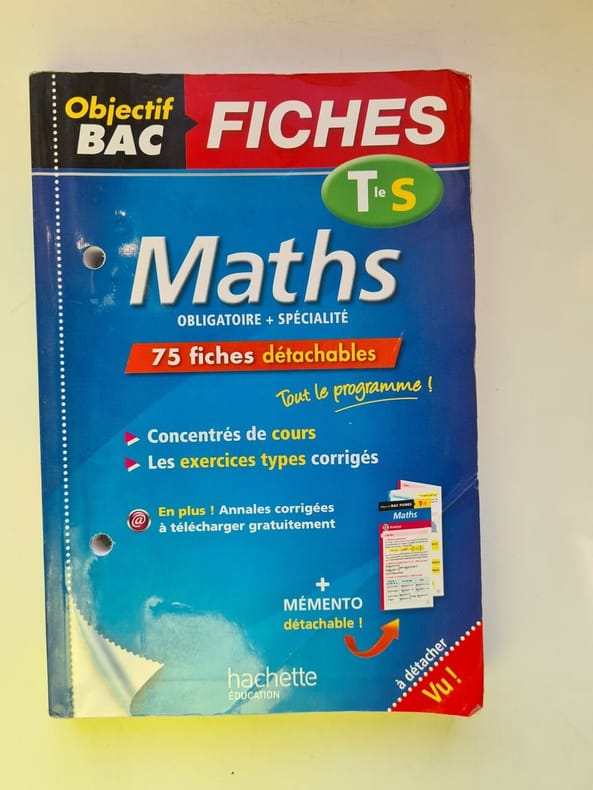 Objectif
BAC
FICHES
Tle S
Maths
OBLIGATOIRE + SPÉCIALITÉ
75 fiches détachables
Tout le programme !
Concentrés de cours
Les exercices types corrigés
@ En plus ! Annales corrigées
à télécharger gratuitement
Maths
+
MÉMENTO
détachable !
hachette
ÉDUCATION
à détacher
Vu !